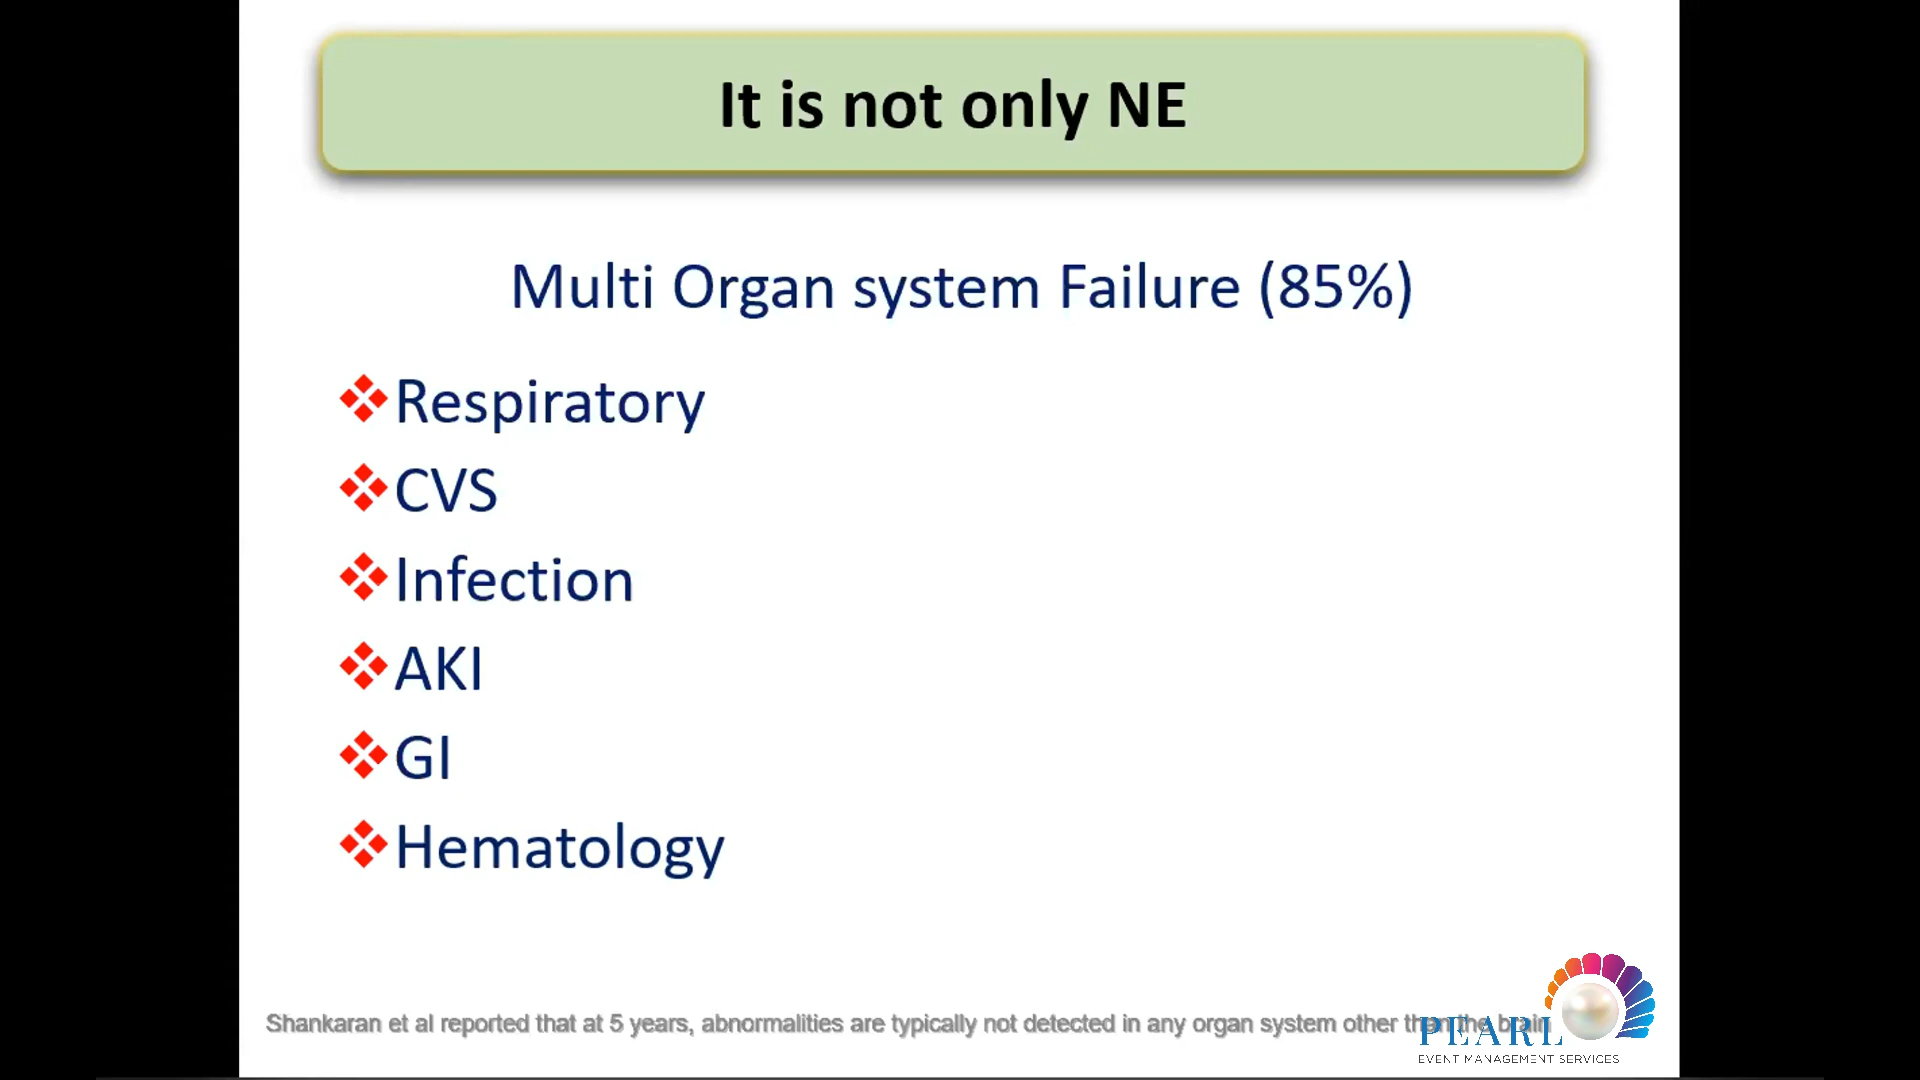 It is not only NE
Multi Organ system Failure (85%)
Respiratory
CVS
Infection
AKI
GI
Hematology
Shankaran et al reported that at 5 years, abnormalities are typically not detected in any organ system other than the brain
PEARL
EVENT MANAGEMENT SERVICES